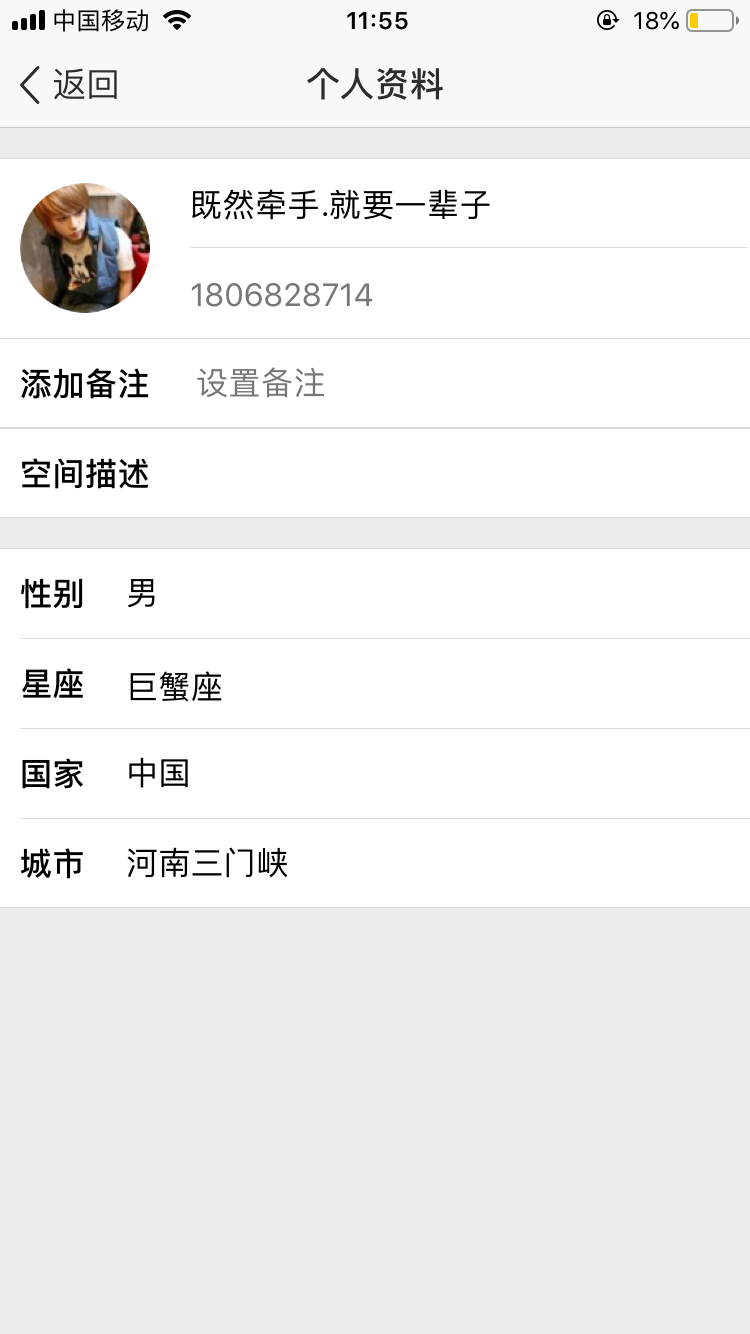 中国移动 11:55 18%
返回 个人资料
既然牵手.就要一辈子
1806828714
添加备注 设置备注
空间描述
性别 男
星座 巨蟹座
国家 中国
城市 河南三门峡